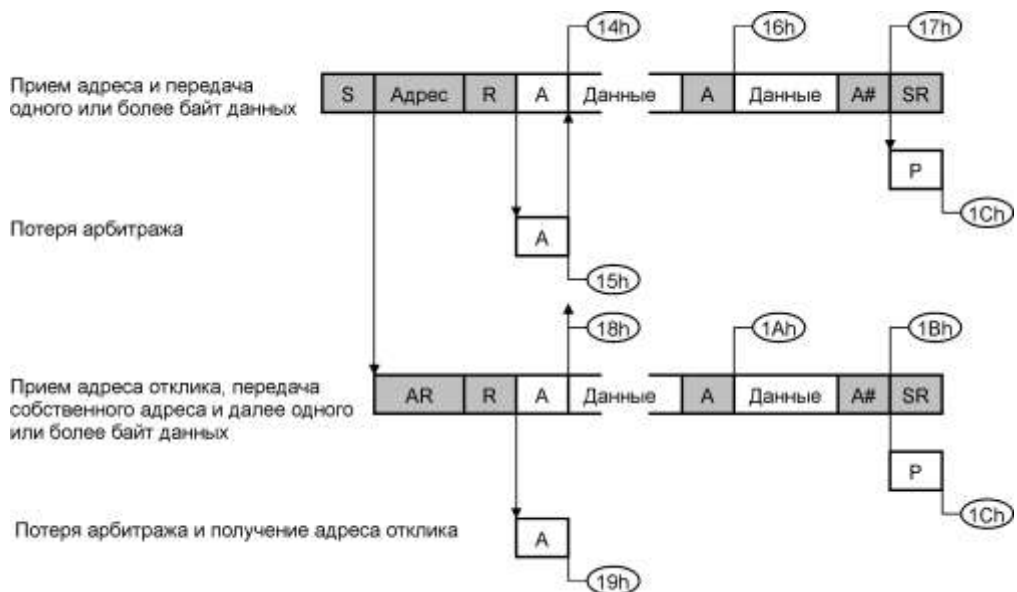 14h 16h 17h
Прием адреса и передача
одного или более байт данных
S Адрес R A Данные A Данные A# SR
P
1Ch
Потеря арбитража
A
15h
18h 1Ah 1Bh
Прием адреса отклика, передача
собственного адреса и далее одного
или более байт данных
AR R A Данные A Данные A# SR
P
1Ch
Потеря арбитража и получение адреса отклика
A
19h